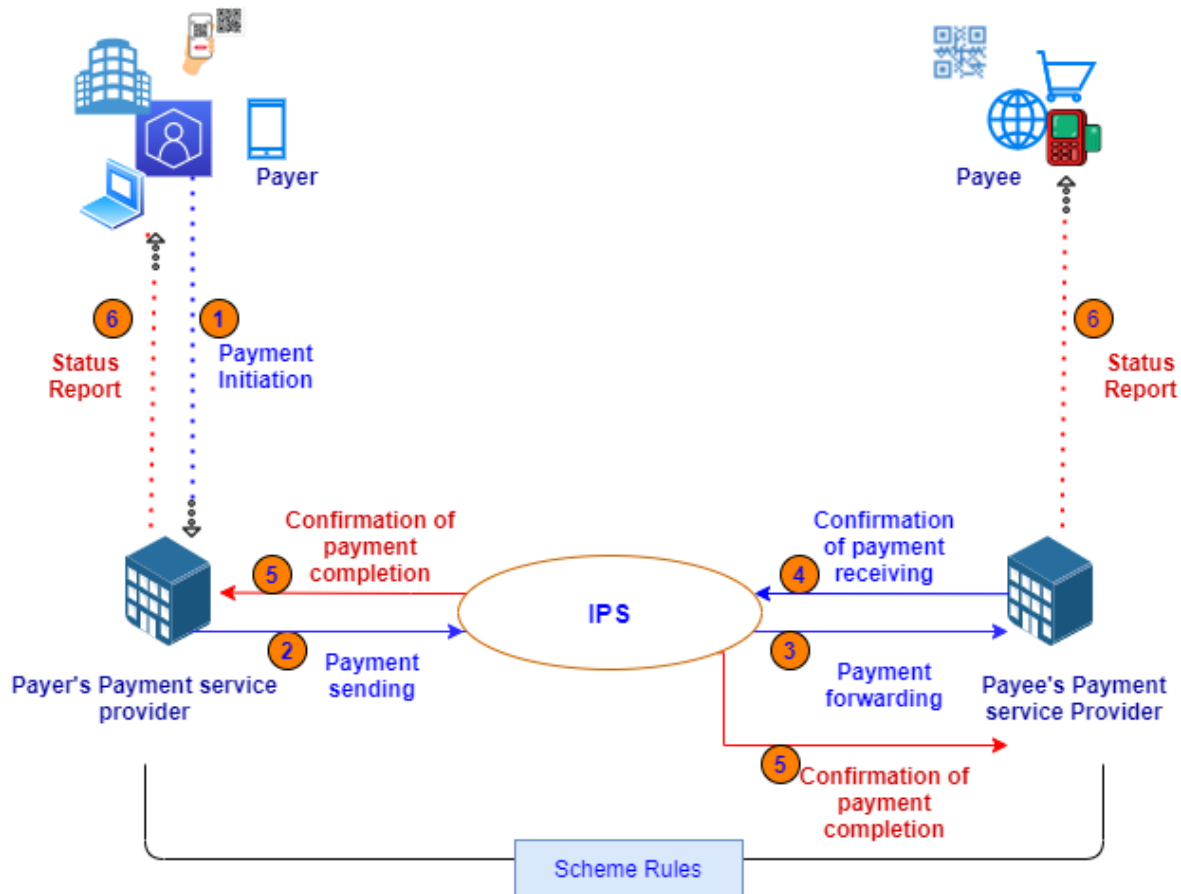 Payer
Payee
6
1
6
Status
Report
Payment
Initiation
Status
Report
Confirmation of
payment
completion
5
Confirmation
of payment
receiving
4
IPS
2
Payment
sending
3
Payment
forwarding
Payer's Payment service
provider
Payee's Payment
service Provider
5
Confirmation of
payment
completion
Scheme Rules